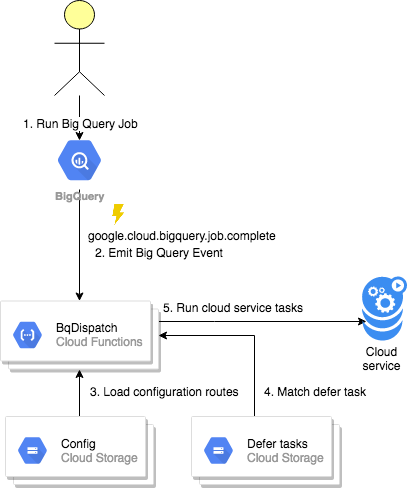 1. Run Big Query Job
BigQuery
google.cloud.bigquery.job.complete
2. Emit Big Query Event
5. Run cloud service tasks
BqDispatch
Cloud Functions
Cloud
service
3. Load configuration routes
4. Match defer task
Config
Cloud Storage
Defer tasks
Cloud Storage